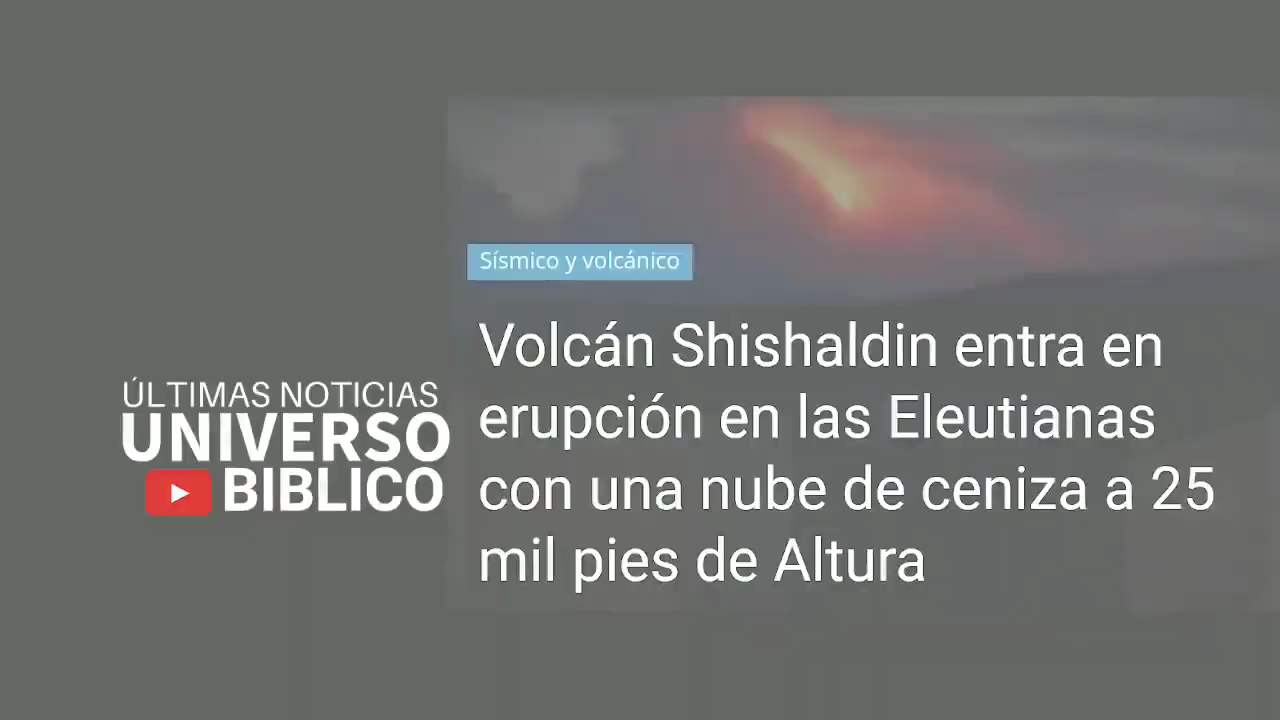 Sísmico y volcánico
Volcán Shishaldin entra en
erupción en las Eleutianas
con una nube de ceniza a 25
mil pies de Altura
ÚLTIMAS NOTICIAS
UNIVERSO
BIBLICO